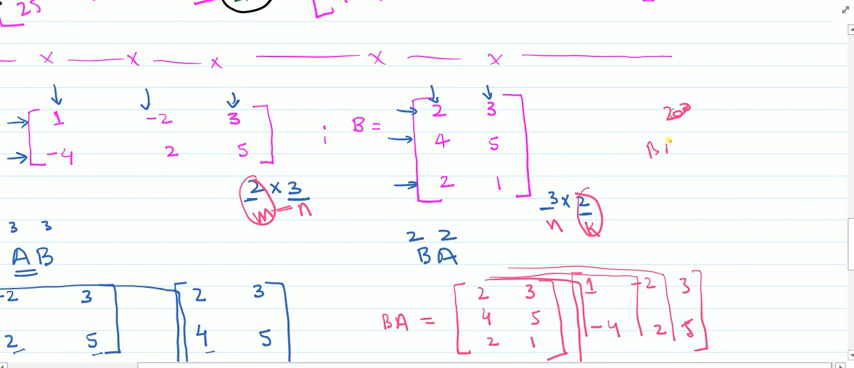 25
x x x x x
1 -2 3 ; B = 2 3
-4 2 5 4 5
2 1
2 × 3
m - n
3 × 2
n k
3 3
AB
2 2
BA
-2 3 2 3
2 5 4 5
BA = 2 3 1 -2 3
4 5 -4 2 5
2 1